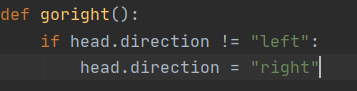 def goright():
    if head.direction != "left":
        head.direction = "right"